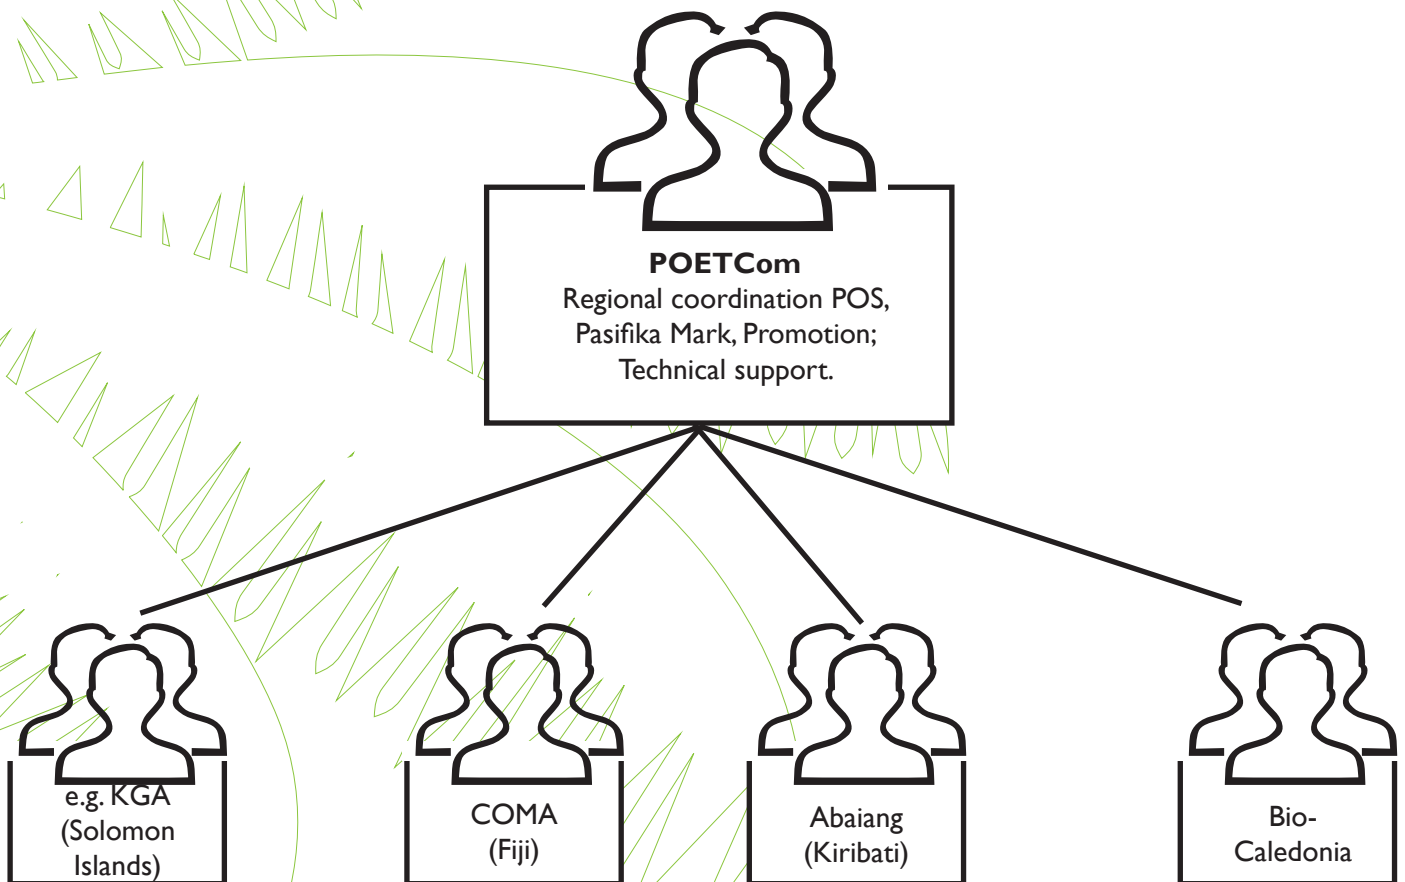 POETCom
Regional coordination POS,
Pasifika Mark, Promotion;
Technical support.
e.g. KGA
(Solomon
Islands)
COMA
(Fiji)
Abaiang
(Kiribati)
Bio-
Caledonia